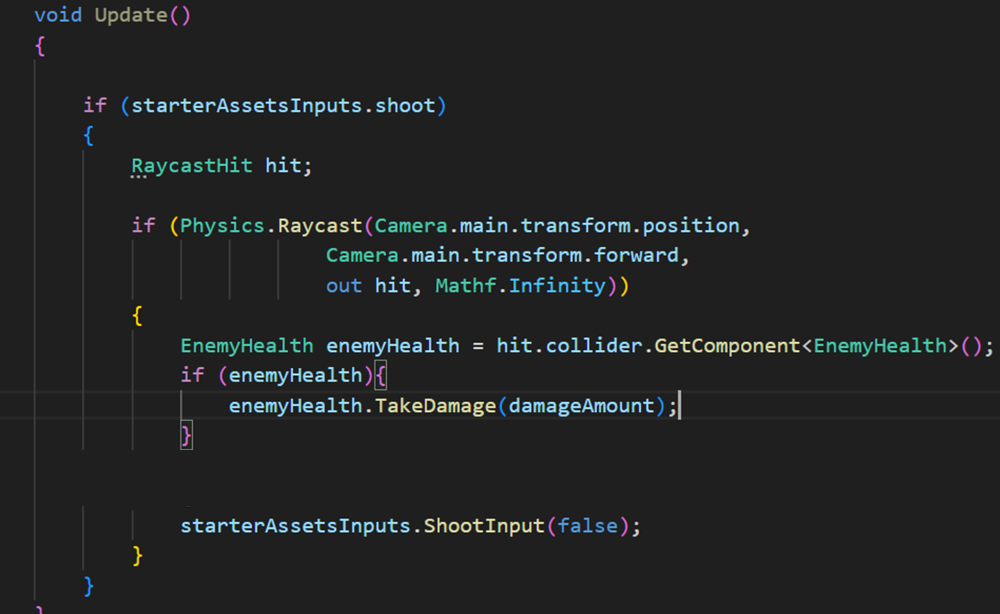 void Update()
{
if (starterAssetsInputs.shoot)
{
RaycastHit hit;
if (Physics.Raycast(Camera.main.transform.position,
Camera.main.transform.forward,
out hit, Mathf.Infinity))
{
EnemyHealth enemyHealth = hit.collider.GetComponent<EnemyHealth>();
if (enemyHealth){
enemyHealth.TakeDamage(damageAmount);
}
starterAssetsInputs.ShootInput(false);
}
}
}